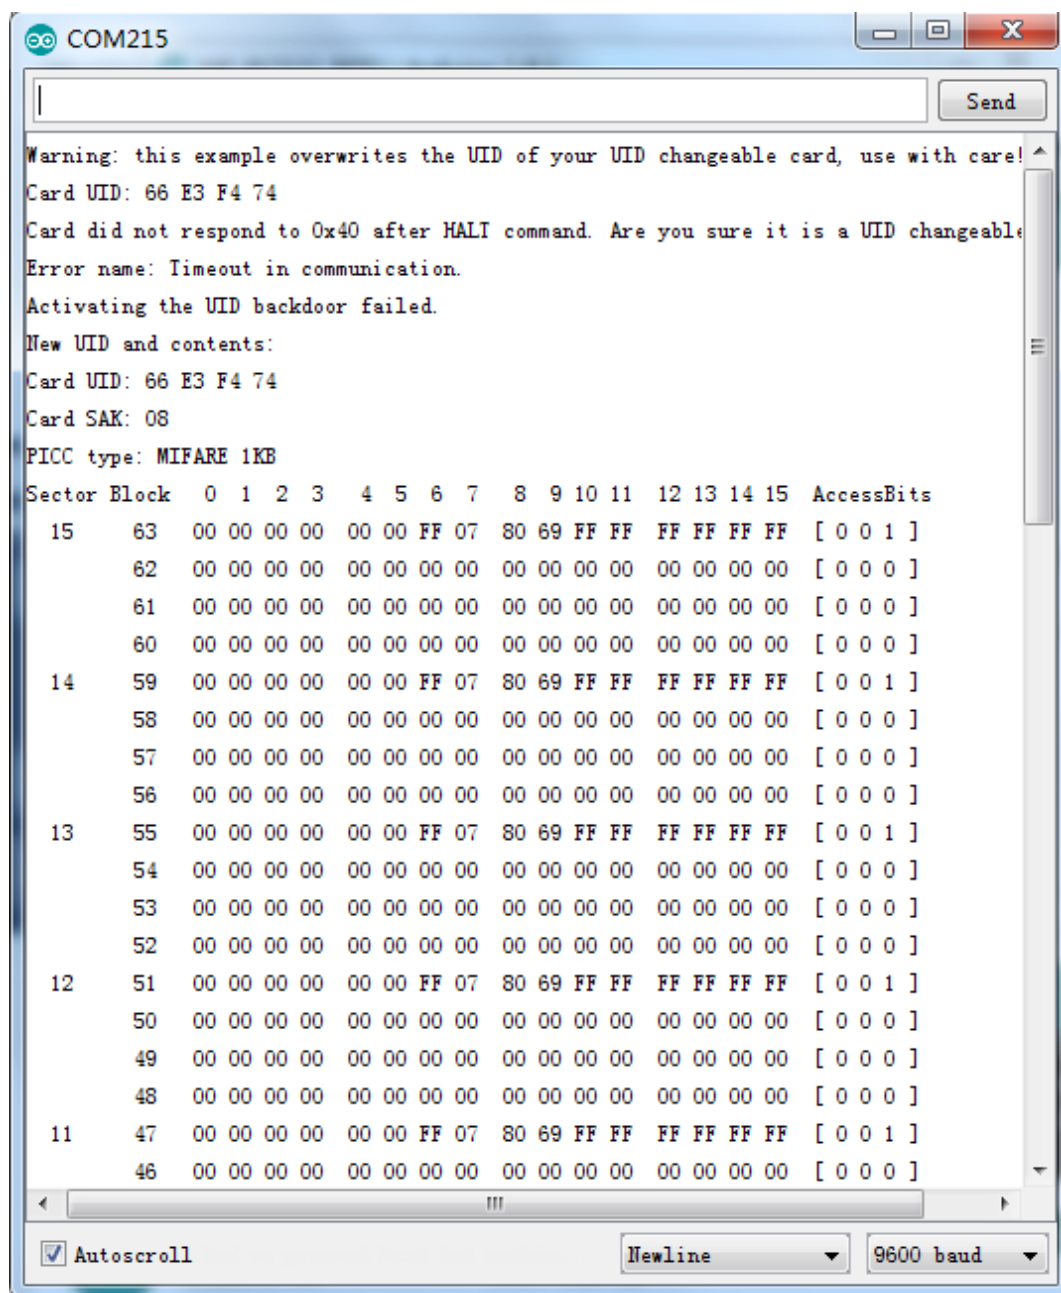 COM215
Send
Warning: this example overwrites the UID of your UID changeable card, use with care!
Card UID: 66 E3 F4 74
Card did not respond to 0x40 after HALT command. Are you sure it is a UID changeable
Error name: Timeout in communication.
Activating the UID backdoor failed.
New UID and contents:
Card UID: 66 E3 F4 74
Card SAK: 08
PICC type: MIFARE 1KB
Sector Block 0 1 2 3 4 5 6 7 8 9 10 11 12 13 14 15 AccessBits
15 63 00 00 00 00 00 00 FF 07 80 69 FF FF FF FF FF FF [ 0 0 1 ]
62 00 00 00 00 00 00 00 00 00 00 00 00 00 00 00 00 [ 0 0 0 ]
61 00 00 00 00 00 00 00 00 00 00 00 00 00 00 00 00 [ 0 0 0 ]
60 00 00 00 00 00 00 00 00 00 00 00 00 00 00 00 00 [ 0 0 0 ]
14 59 00 00 00 00 00 00 FF 07 80 69 FF FF FF FF FF FF [ 0 0 1 ]
58 00 00 00 00 00 00 00 00 00 00 00 00 00 00 00 00 [ 0 0 0 ]
57 00 00 00 00 00 00 00 00 00 00 00 00 00 00 00 00 [ 0 0 0 ]
56 00 00 00 00 00 00 00 00 00 00 00 00 00 00 00 00 [ 0 0 0 ]
13 55 00 00 00 00 00 00 FF 07 80 69 FF FF FF FF FF FF [ 0 0 1 ]
54 00 00 00 00 00 00 00 00 00 00 00 00 00 00 00 00 [ 0 0 0 ]
53 00 00 00 00 00 00 00 00 00 00 00 00 00 00 00 00 [ 0 0 0 ]
52 00 00 00 00 00 00 00 00 00 00 00 00 00 00 00 00 [ 0 0 0 ]
12 51 00 00 00 00 00 00 FF 07 80 69 FF FF FF FF FF FF [ 0 0 1 ]
50 00 00 00 00 00 00 00 00 00 00 00 00 00 00 00 00 [ 0 0 0 ]
49 00 00 00 00 00 00 00 00 00 00 00 00 00 00 00 00 [ 0 0 0 ]
48 00 00 00 00 00 00 00 00 00 00 00 00 00 00 00 00 [ 0 0 0 ]
11 47 00 00 00 00 00 00 FF 07 80 69 FF FF FF FF FF FF [ 0 0 1 ]
46 00 00 00 00 00 00 00 00 00 00 00 00 00 00 00 00 [ 0 0 0 ]
Autoscroll
Newline
9600 baud